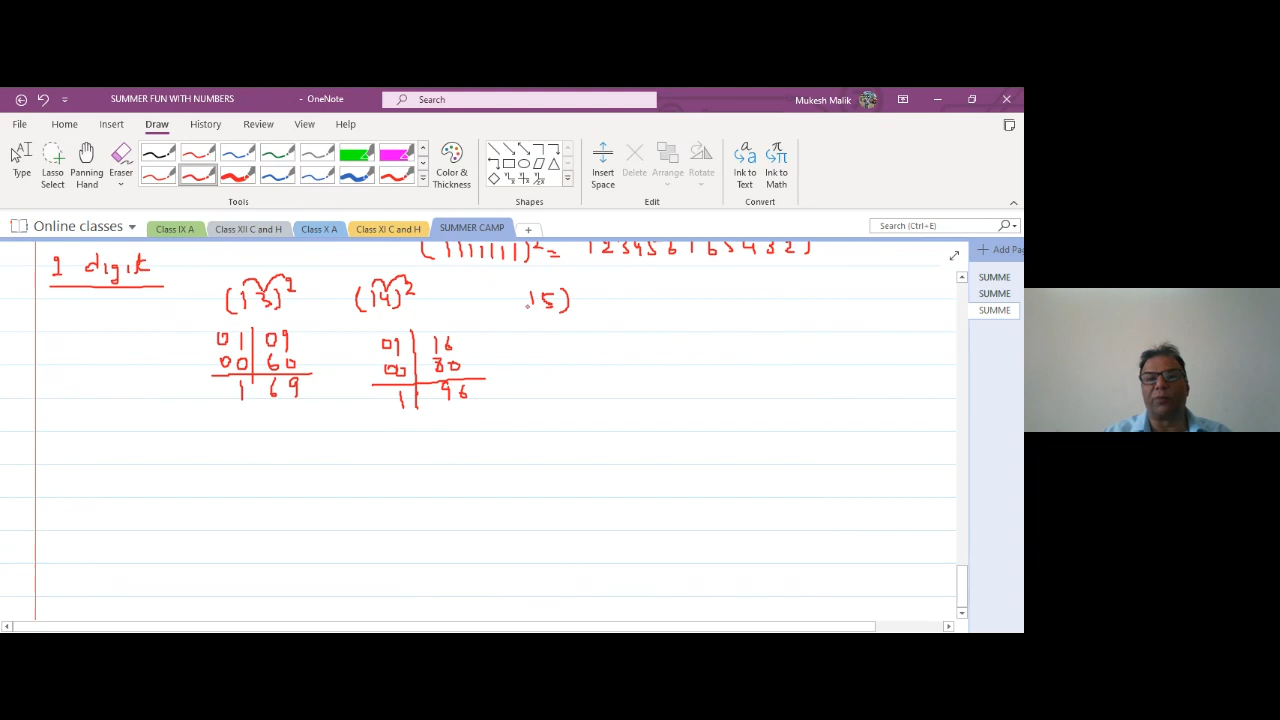 SUMMER FUN WITH NUMBERS - OneNote Search Mukesh Malik
File Home Insert Draw History Review View Help
Type Lasso Select Panning Hand Eraser Color & Thickness Insert Space Delete Arrange Rotate Ink to Text Ink to Math
Tools Shapes Edit Convert
Online classes Class IX A Class XII C and H Class X A Class XI C and H SUMMER CAMP + Search (Ctrl+E)
+ Add Pag
1 digit
(13)² (14)² 15)
01 | 09 01 | 16
00 | 60 00 | 80
1 | 69 1 | 96
SUMME
SUMME
SUMME